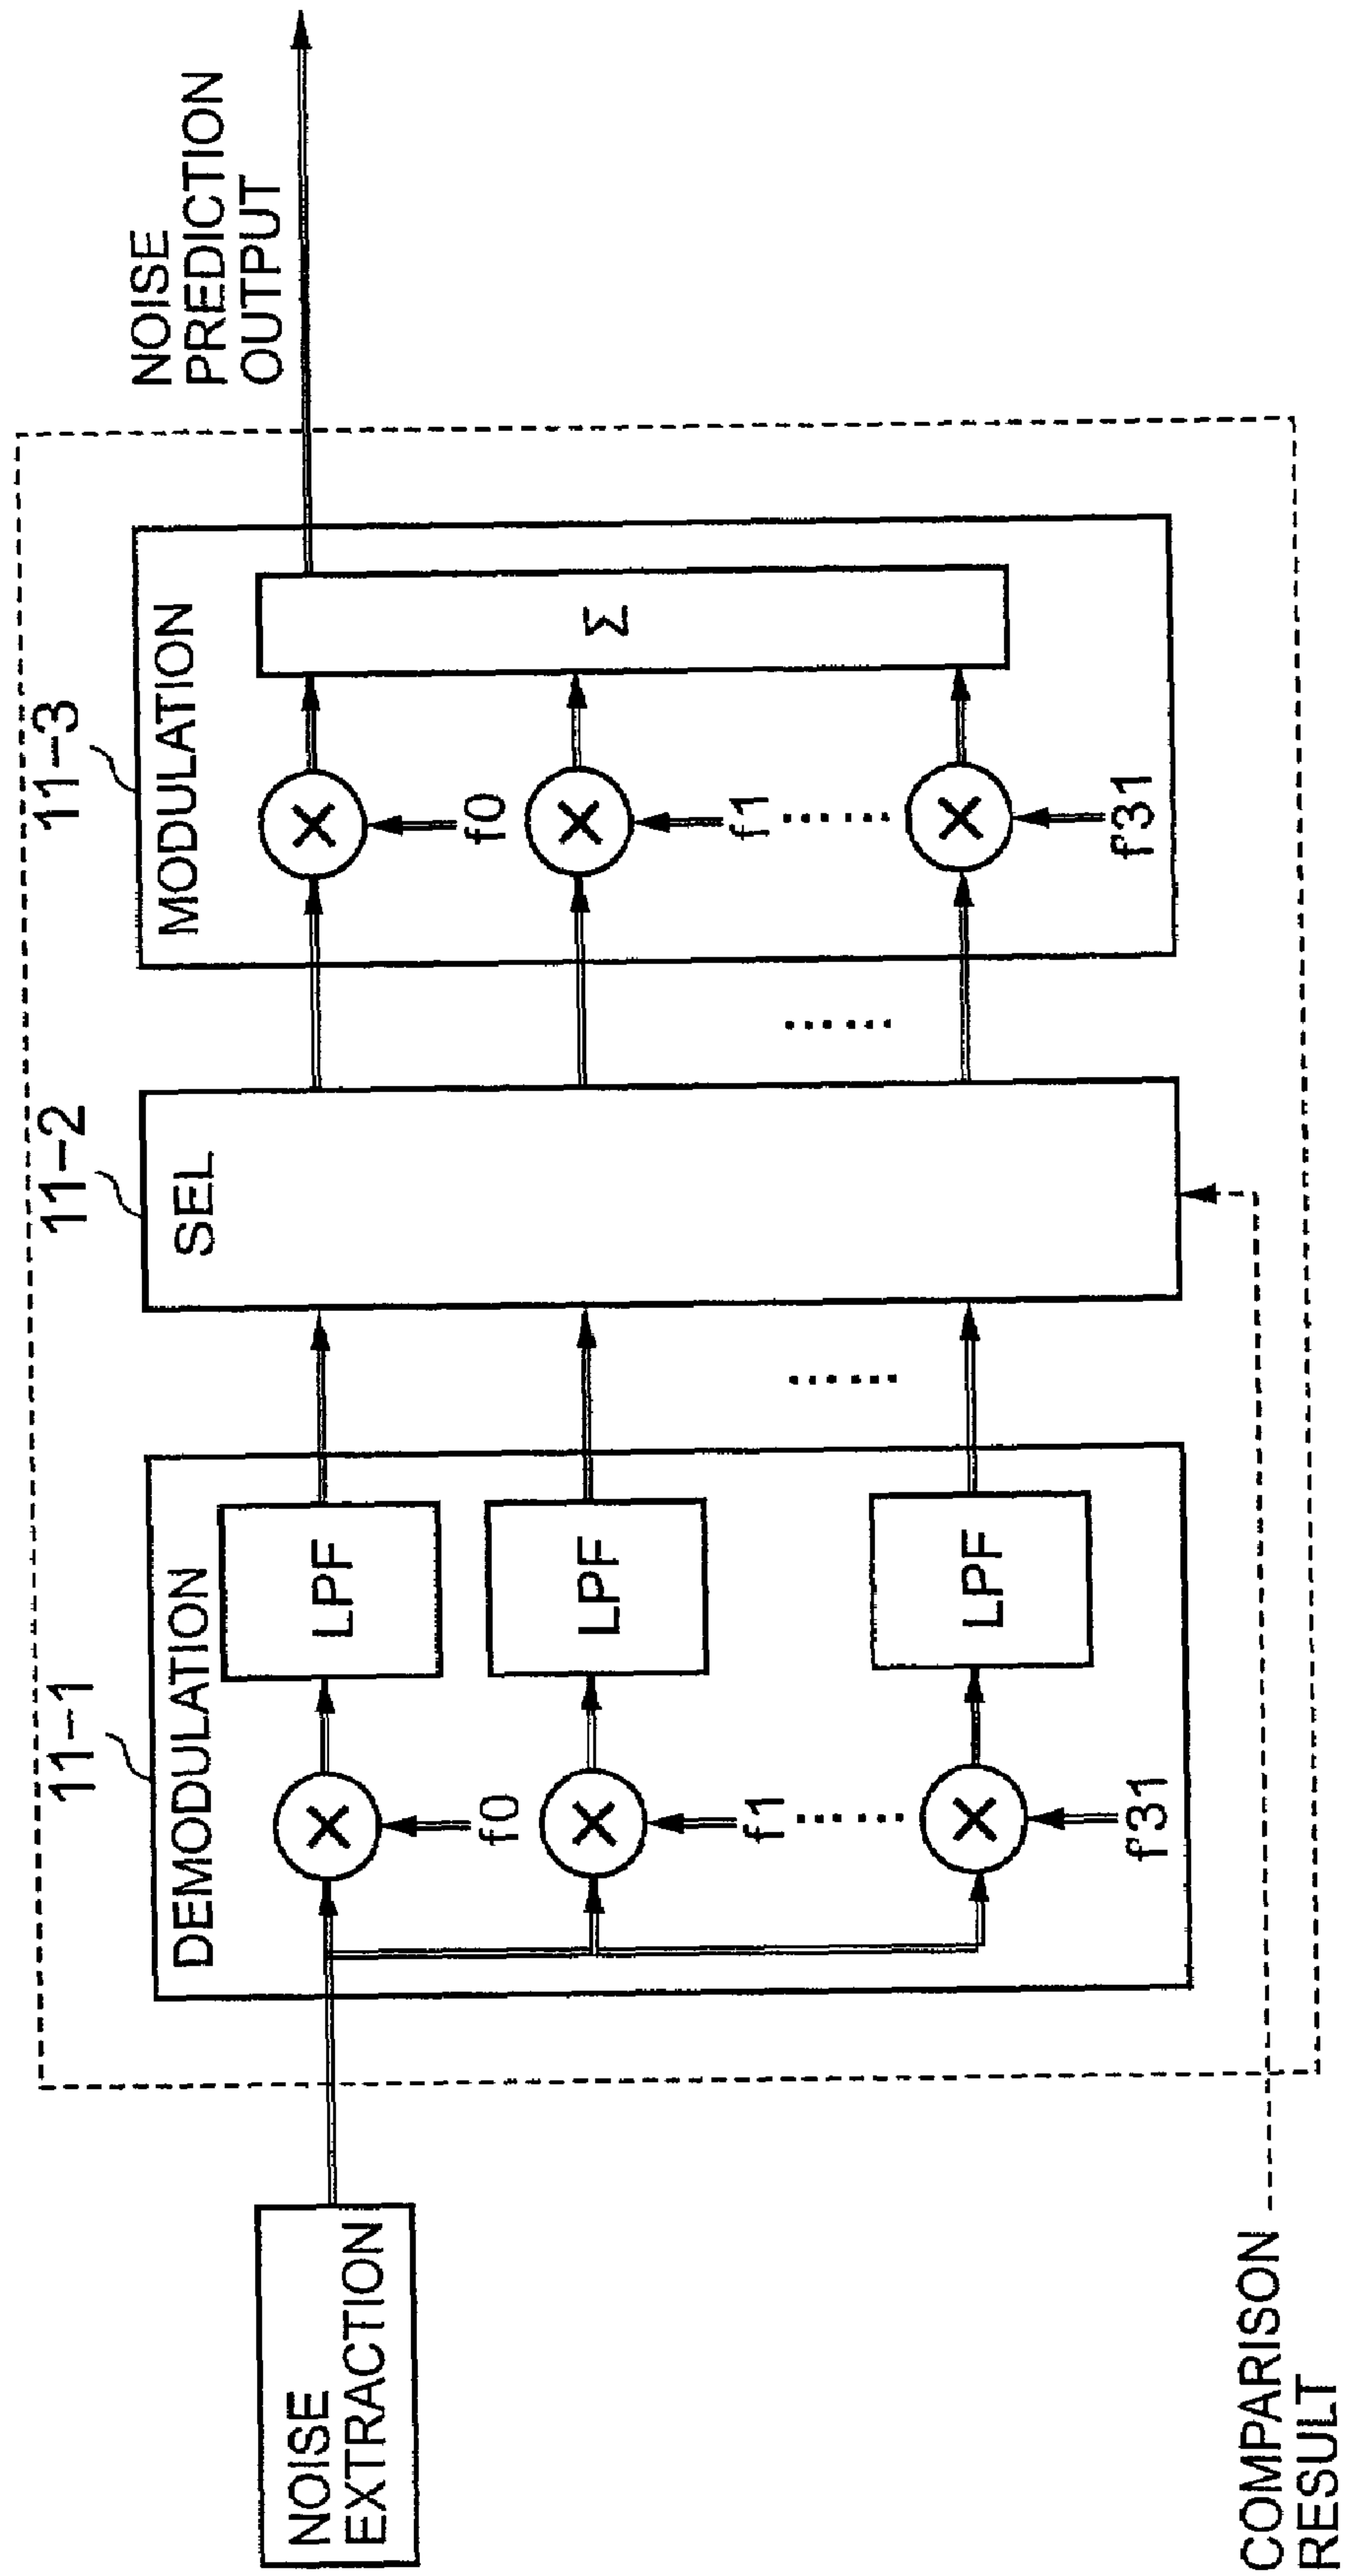 NOISE
EXTRACTION
11-1
DEMODULATION
f0
LPF
f1
LPF
......
f31
LPF
......
11-2
SEL
......
11-3
MODULATION
f0
f1
......
f31
Σ
NOISE
PREDICTION
OUTPUT
COMPARISON
RESULT